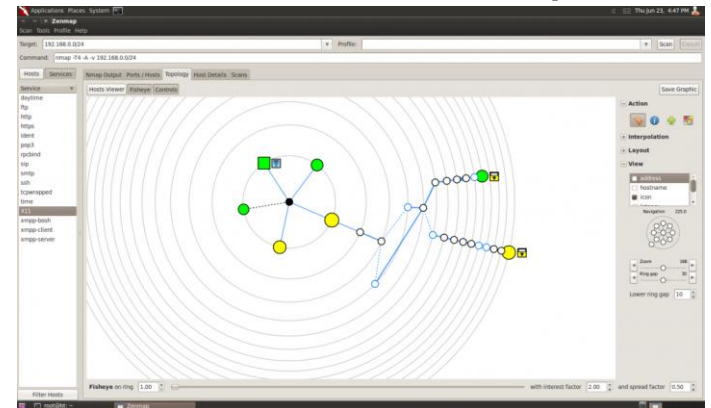 Applications Places System
Thu Jun 23, 4:47 PM
Zenmap
Scan Tools Profile Help
Target: 192.168.0.0/24 Profile: Scan Cancel
Command: nmap -T4 -A -v 192.168.0.0/24
Hosts Services Nmap Output Ports / Hosts Topology Host Details Scans
Service
Hosts Viewer Fisheye Controls Save Graphic
daytime
ftp
http
https
ident
pop3
rpcbind
sip
smtp
ssh
tcpwrapped
time
X11
xmpp-bosh
xmpp-client
xmpp-server
Action
Interpolation
Layout
View
address
hostname
icon
Navigation 225.0
Zoom 168
Ring gap 30
Lower ring gap 10
Fisheye on ring 1.00 with interest factor 2.00 and spread factor 0.50
Filter Hosts
Zenmap